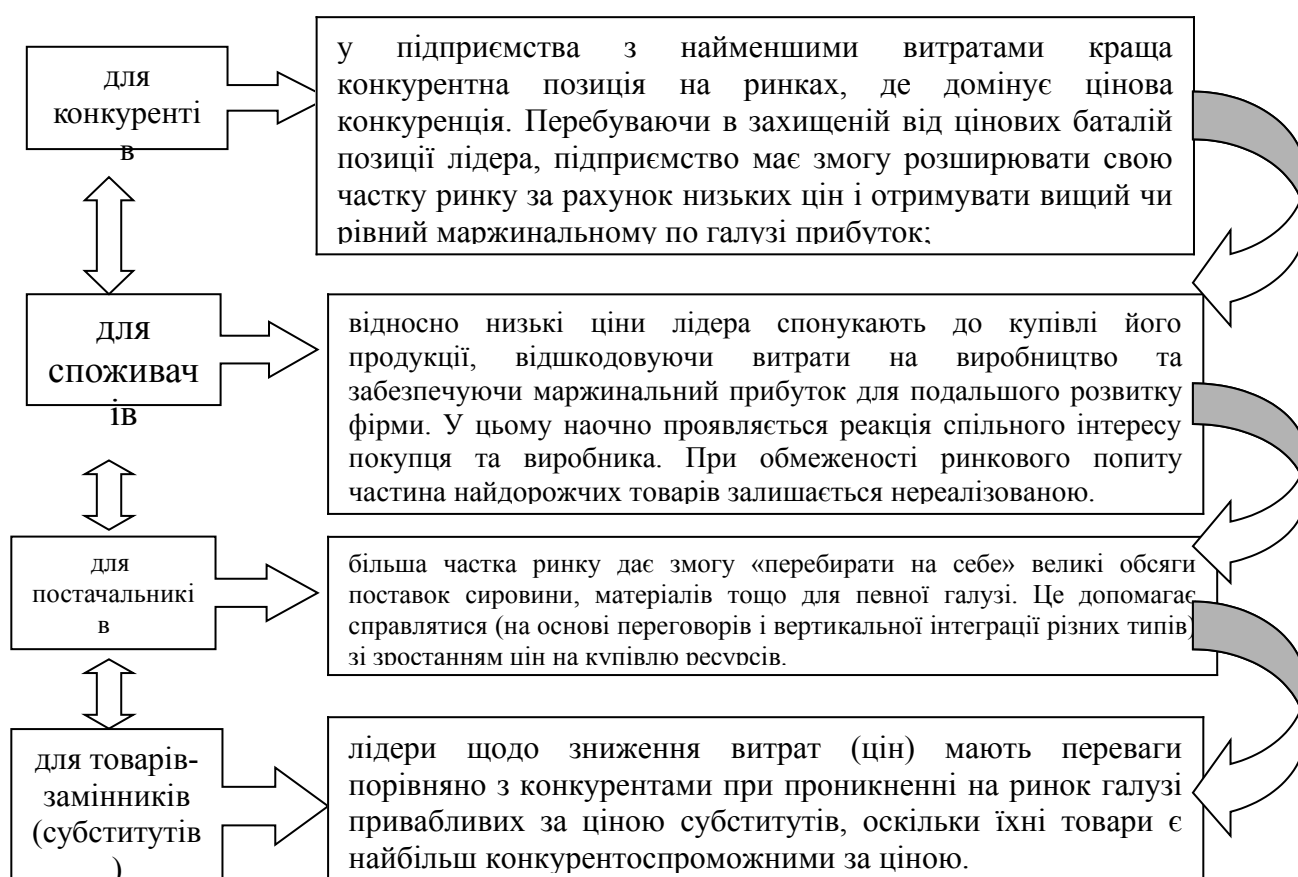 для
конкуренті
в
у підприємства з найменшими витратами краща
конкурентна позиція на ринках, де домінує цінова
конкуренція. Перебуваючи в захищеній від цінових баталій
позиції лідера, підприємство має змогу розширювати свою
частку ринку за рахунок низьких цін і отримувати вищий чи
рівний маржинальному по галузі прибуток;
для
споживач
ів
відносно низькі ціни лідера спонукають до купівлі його
продукції, відшкодовуючи витрати на виробництво та
забезпечуючи маржинальний прибуток для подальшого розвитку
фірми. У цьому наочно проявляється реакція спільного інтересу
покупця та виробника. При обмеженості ринкового попиту
частина найдорожчих товарів залишається нереалізованою.
для
постачальникі
в
більша частка ринку дає змогу «перебирати на себе» великі обсяги
поставок сировини, матеріалів тощо для певної галузі. Це допомагає
справлятися (на основі переговорів і вертикальної інтеграції різних типів)
зі зростанням цін на купівлю ресурсів.
для товарів-
замінників
(субститутів
)
лідери щодо зниження витрат (цін) мають переваги
порівняно з конкурентами при проникненні на ринок галузі
привабливих за ціною субститутів, оскільки їхні товари є
найбільш конкурентоспроможними за ціною.